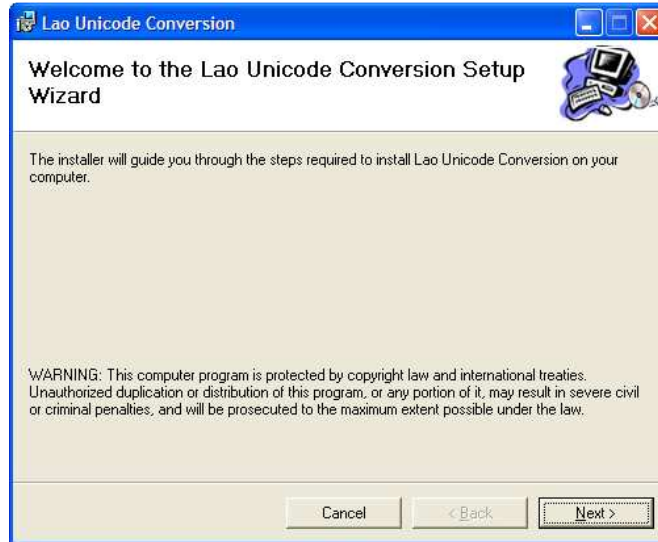 Lao Unicode Conversion
Welcome to the Lao Unicode Conversion Setup
Wizard
The installer will guide you through the steps required to install Lao Unicode Conversion on your
computer.
WARNING: This computer program is protected by copyright law and international treaties.
Unauthorized duplication or distribution of this program, or any portion of it, may result in severe civil
or criminal penalties, and will be prosecuted to the maximum extent possible under the law.
Cancel
< Back
Next >